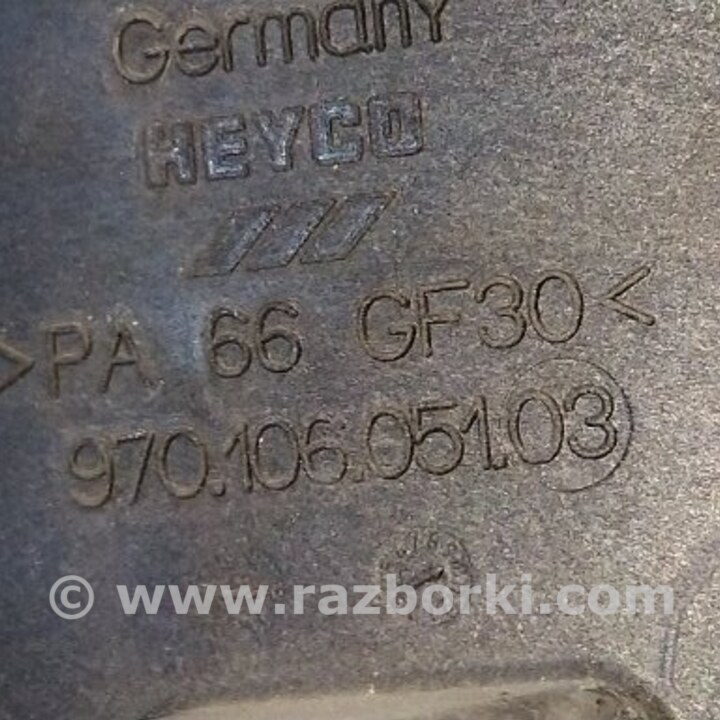 Germany
HEYCO
>PA 66 GF30<
970.106.051.03
© www.razborki.com